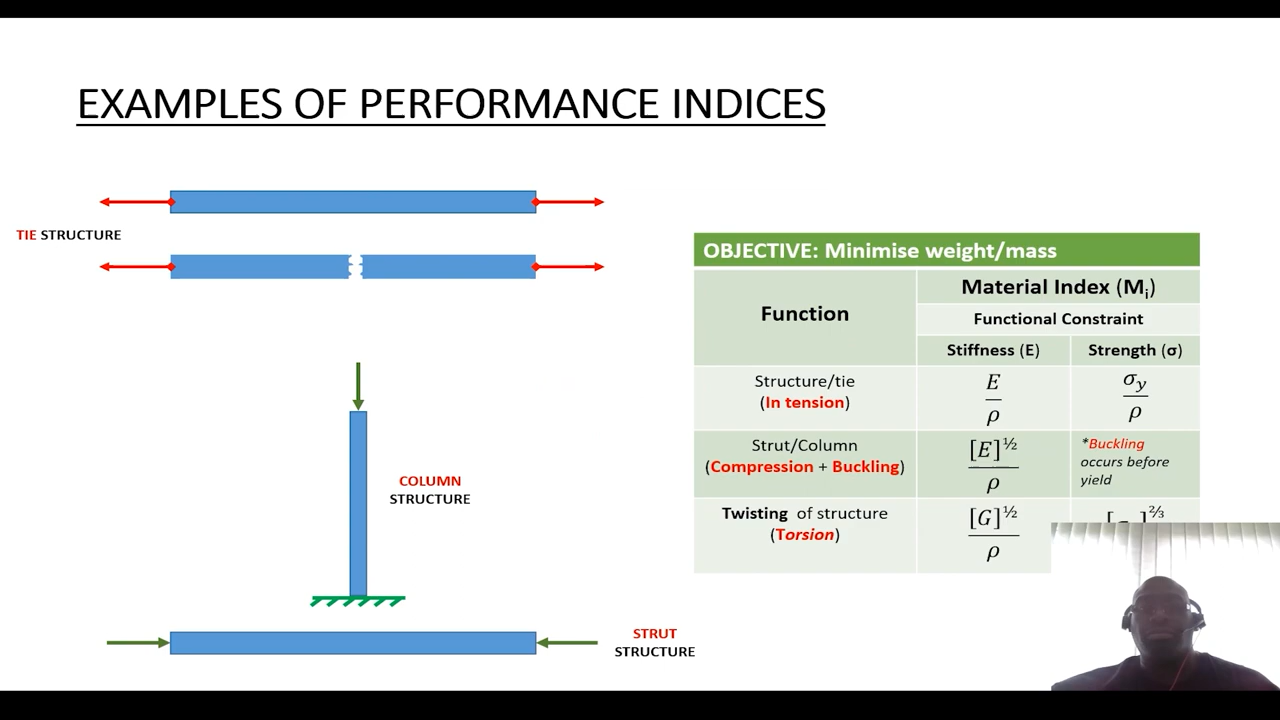 EXAMPLES OF PERFORMANCE INDICES
TIE STRUCTURE
COLUMN
STRUCTURE
STRUT
STRUCTURE
OBJECTIVE: Minimise weight/mass
Function
Material Index (Mi)
Functional Constraint
Stiffness (E)
Strength (σ)
Structure/tie
(In tension)
E
ρ
σy
ρ
Strut/Column
(Compression + Buckling)
[E]½
ρ
*Buckling
occurs before
yield
Twisting of structure
(Torsion)
[G]½
ρ
⅔